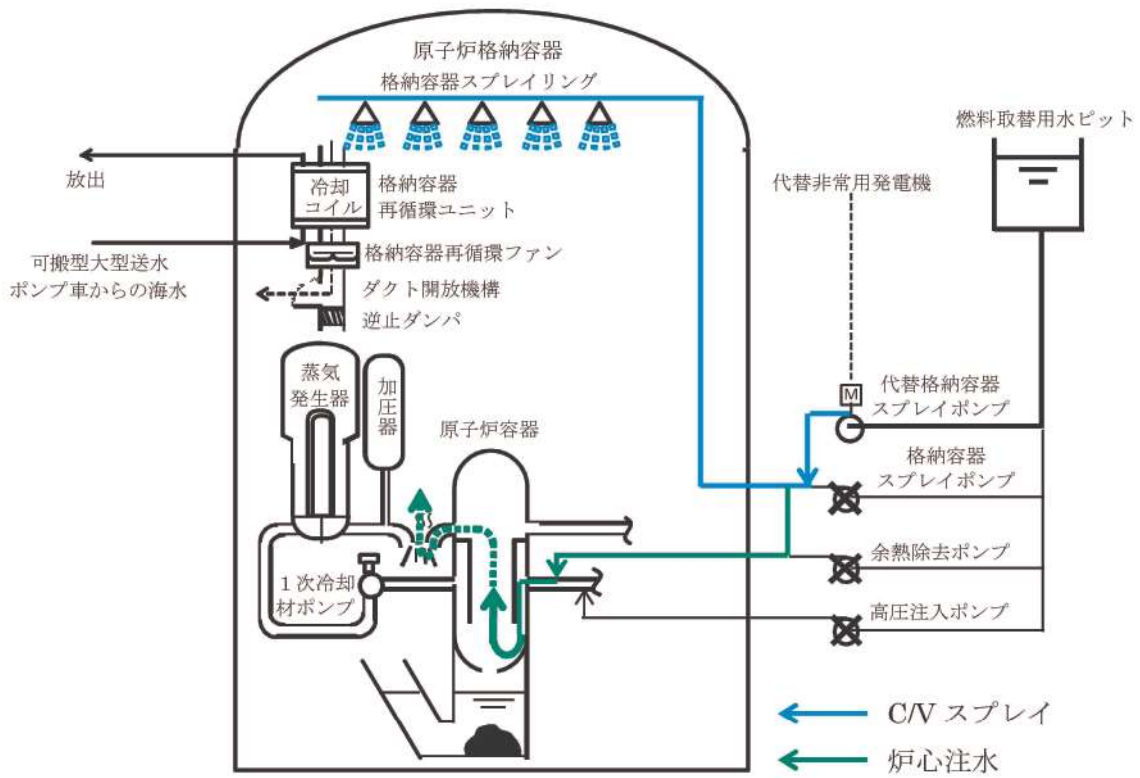 原子炉格納容器
格納容器スプレイリング
燃料取替用水ピット
放出
冷却
コイル
格納容器
再循環ユニット
代替非常用発電機
可搬型大型送水
ポンプ車からの海水
格納容器再循環ファン
ダクト開放機構
逆止ダンパ
蒸気
発生器
加圧器
原子炉容器
M
代替格納容器
スプレイポンプ
格納容器
スプレイポンプ
余熱除去ポンプ
1次冷却
材ポンプ
高圧注入ポンプ
C/V スプレイ
炉心注水